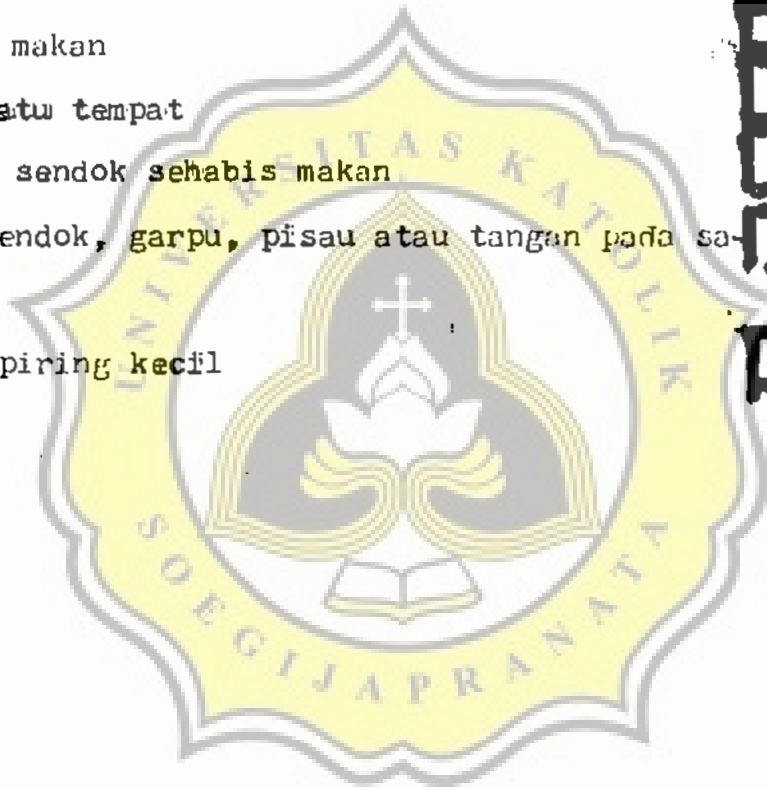 makan
atu tempat
sendok sehabis makan
endok, garpu, pisau atau tangan pada sa-
piring kecil
UNIVERSITAS KATOLIK
SOEGIJAPRANATA